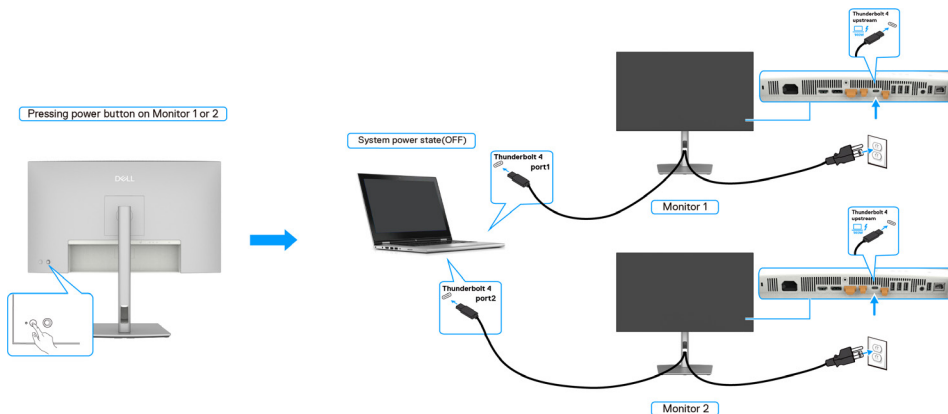 Pressing power button on Monitor 1 or 2
DELL
System power state(OFF)
Thunderbolt 4
port1
Thunderbolt 4
upstream
Monitor 1
Thunderbolt 4
port2
Thunderbolt 4
upstream
Monitor 2